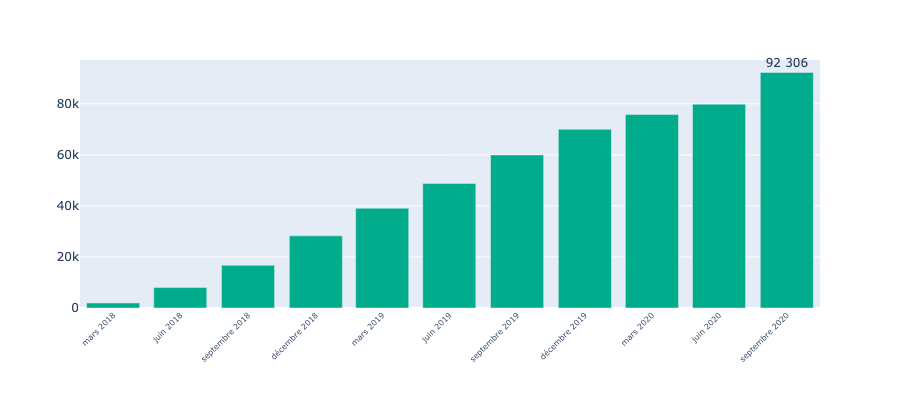 92 306
80k
60k
40k
20k
0
mars 2018
juin 2018
septembre 2018
décembre 2018
mars 2019
juin 2019
septembre 2019
décembre 2019
mars 2020
juin 2020
septembre 2020